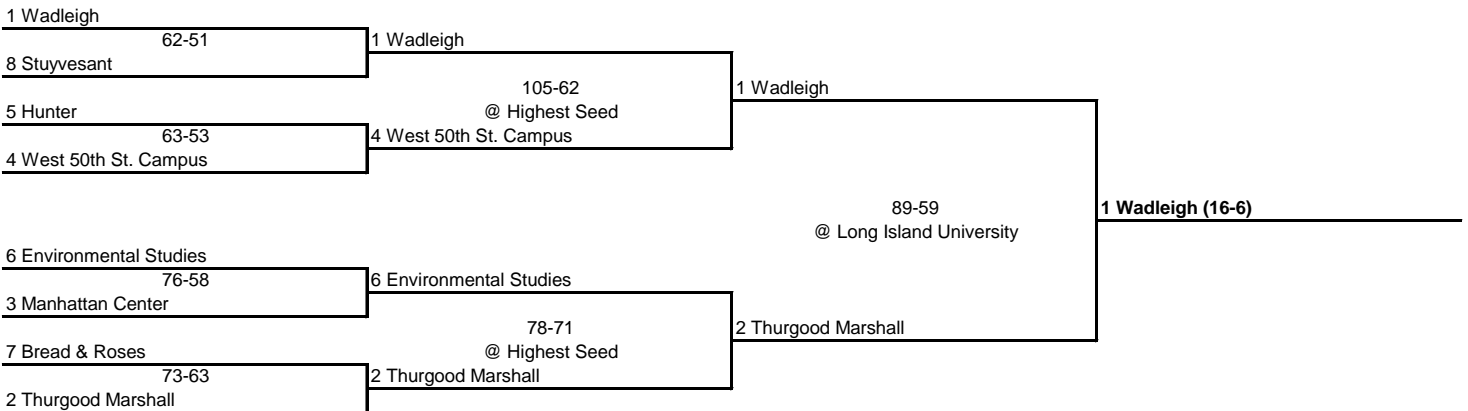 1 Wadleigh
62-51
8 Stuyvesant
1 Wadleigh
105-62
@ Highest Seed
5 Hunter
63-53
4 West 50th St. Campus
4 West 50th St. Campus
1 Wadleigh
89-59
@ Long Island University
1 Wadleigh (16-6)
6 Environmental Studies
76-58
3 Manhattan Center
6 Environmental Studies
78-71
@ Highest Seed
7 Bread & Roses
73-63
2 Thurgood Marshall
2 Thurgood Marshall
2 Thurgood Marshall